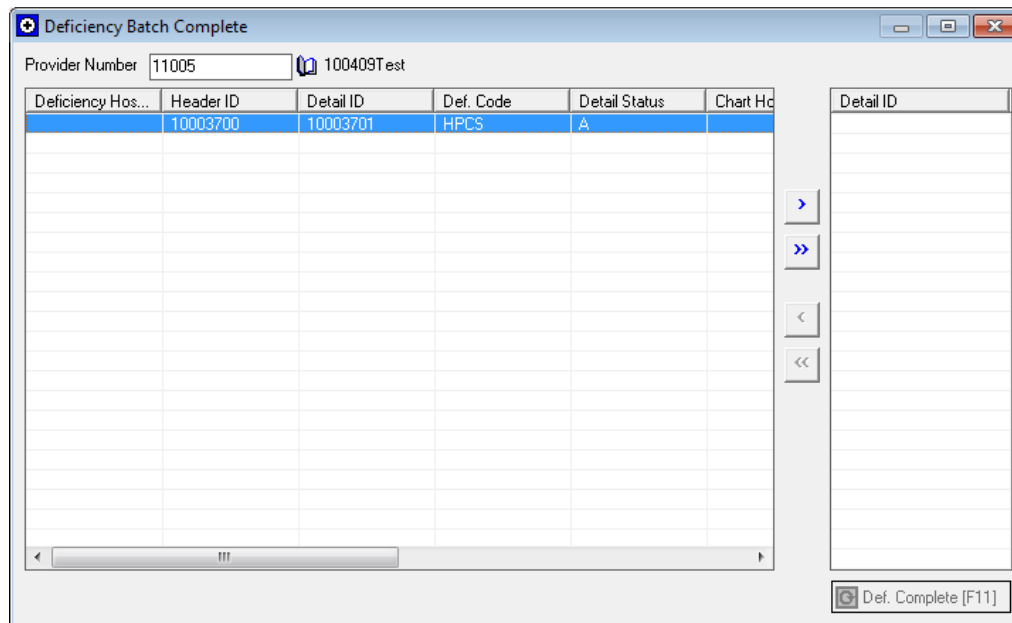 Deficiency Batch Complete
Provider Number 11005 100409Test
Deficiency Hos... Header ID Detail ID Def. Code Detail Status Chart Ho Detail ID
10003700 10003701 HPCS A
>
>>
<
<<
Def. Complete [F11]